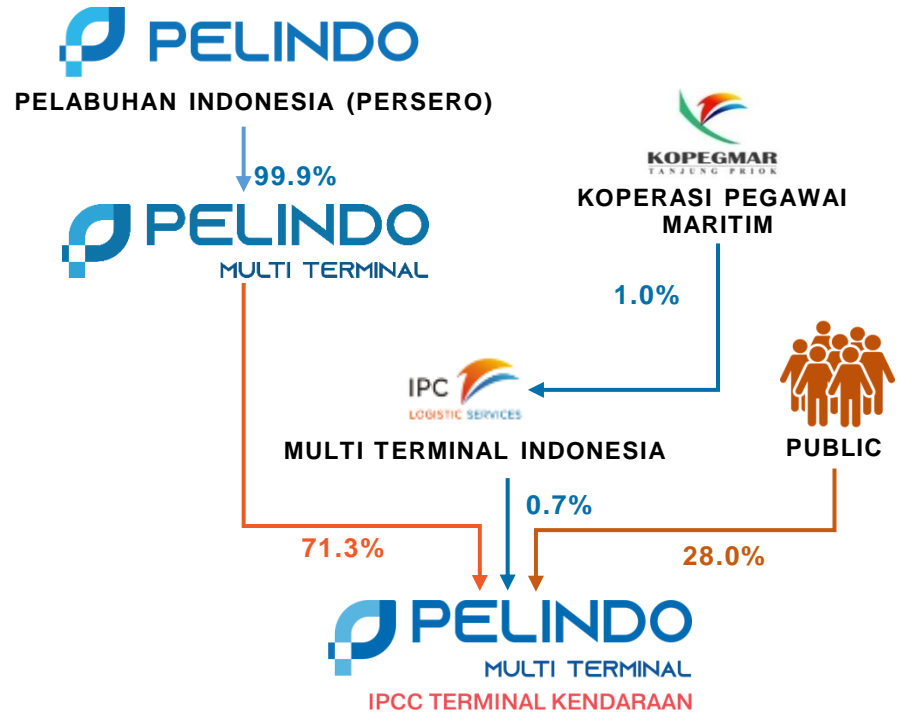 PELINDO
PELABUHAN INDONESIA (PERSERO)
99.9%
PELINDO
MULTI TERMINAL
KOPEGMAR
TANJUNG PRIOK
KOPERASI PEGAWAI
MARITIM
1.0%
IPC
LOGISTIC SERVICES
MULTI TERMINAL INDONESIA
PUBLIC
0.7%
71.3%
28.0%
PELINDO
MULTI TERMINAL
IPCC TERMINAL KENDARAAN